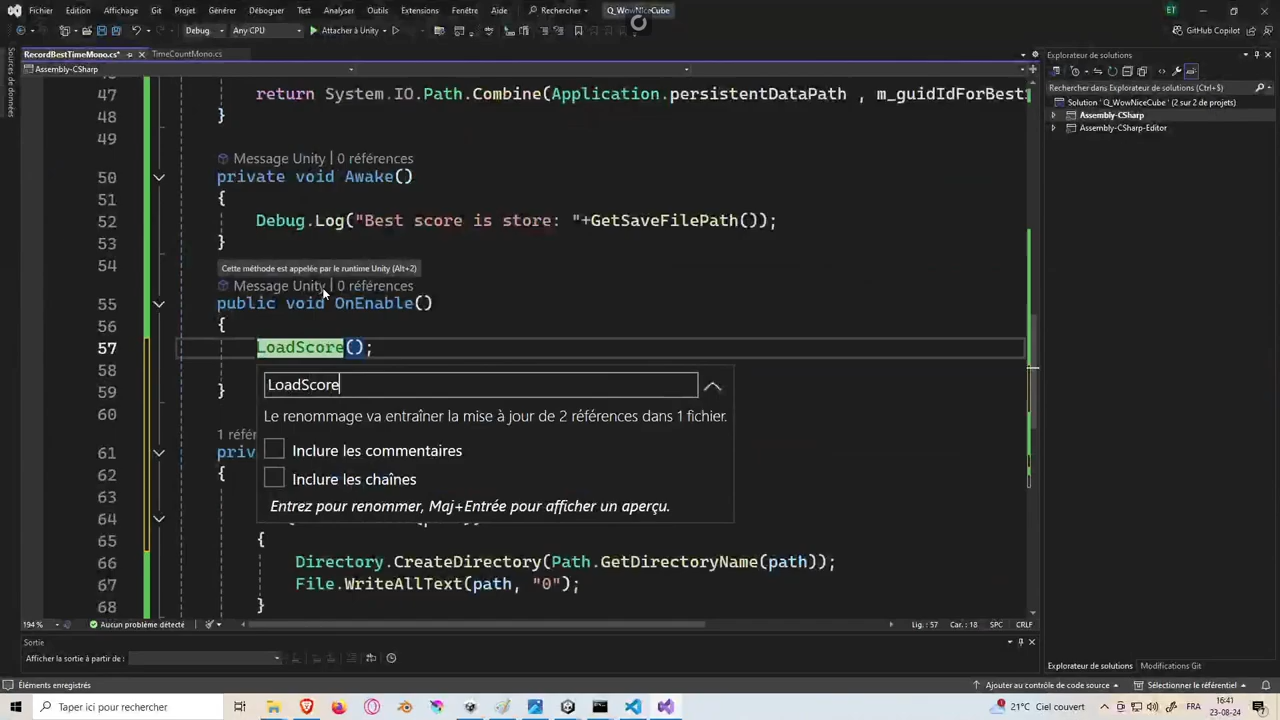 Fichier Edition Affichage Git Projet Générer Déboguer Test Analyser Outils Extensions Fenêtre Aide Rechercher Q_WowNiceCube ET
Debug Any CPU Attacher à Unity GitHub Copilot
RecordBestTimeMono.cs* TimeCountMono.cs
Assembly-CSharp
Sources de données
47 return System.IO.Path.Combine(Application.persistentDataPath , m_guidIdForBests
48 }
49
Message Unity | 0 références
50 private void Awake()
51 {
52 Debug.Log("Best score is store: "+GetSaveFilePath());
53 }
54
Cette méthode est appelée par le runtime Unity (Alt+Z)
Message Unity | 0 références
55 public void OnEnable()
56 {
57 LoadScore();
58
59 }
60
LoadScore
Le renommage va entraîner la mise à jour de 2 références dans 1 fichier.
Inclure les commentaires
Inclure les chaînes
Entrez pour renommer, Maj+Entrée pour afficher un aperçu.
1 réfé
61 priv
62 {
63
64
65 {
66 Directory.CreateDirectory(Path.GetDirectoryName(path));
67 File.WriteAllText(path, "0");
68 }
194 % Aucun problème détecté Lig : 57 Car. : 18 SPC CRLF
Sortie
Afficher la sortie à partir de :
Éléments enregistrés
Explorateur de solutions
Rechercher dans Explorateur de solutions (Ctrl+$)
Solution 'Q_WowNiceCube' (2 sur 2 de projets)
Assembly-CSharp
Assembly-CSharp-Editor
Explorateur de solutions Modifications Git
Ajouter au contrôle de code source Sélectionner le référentiel
Taper ici pour rechercher
21°C Ciel couvert FRA 16:41
23-08-24